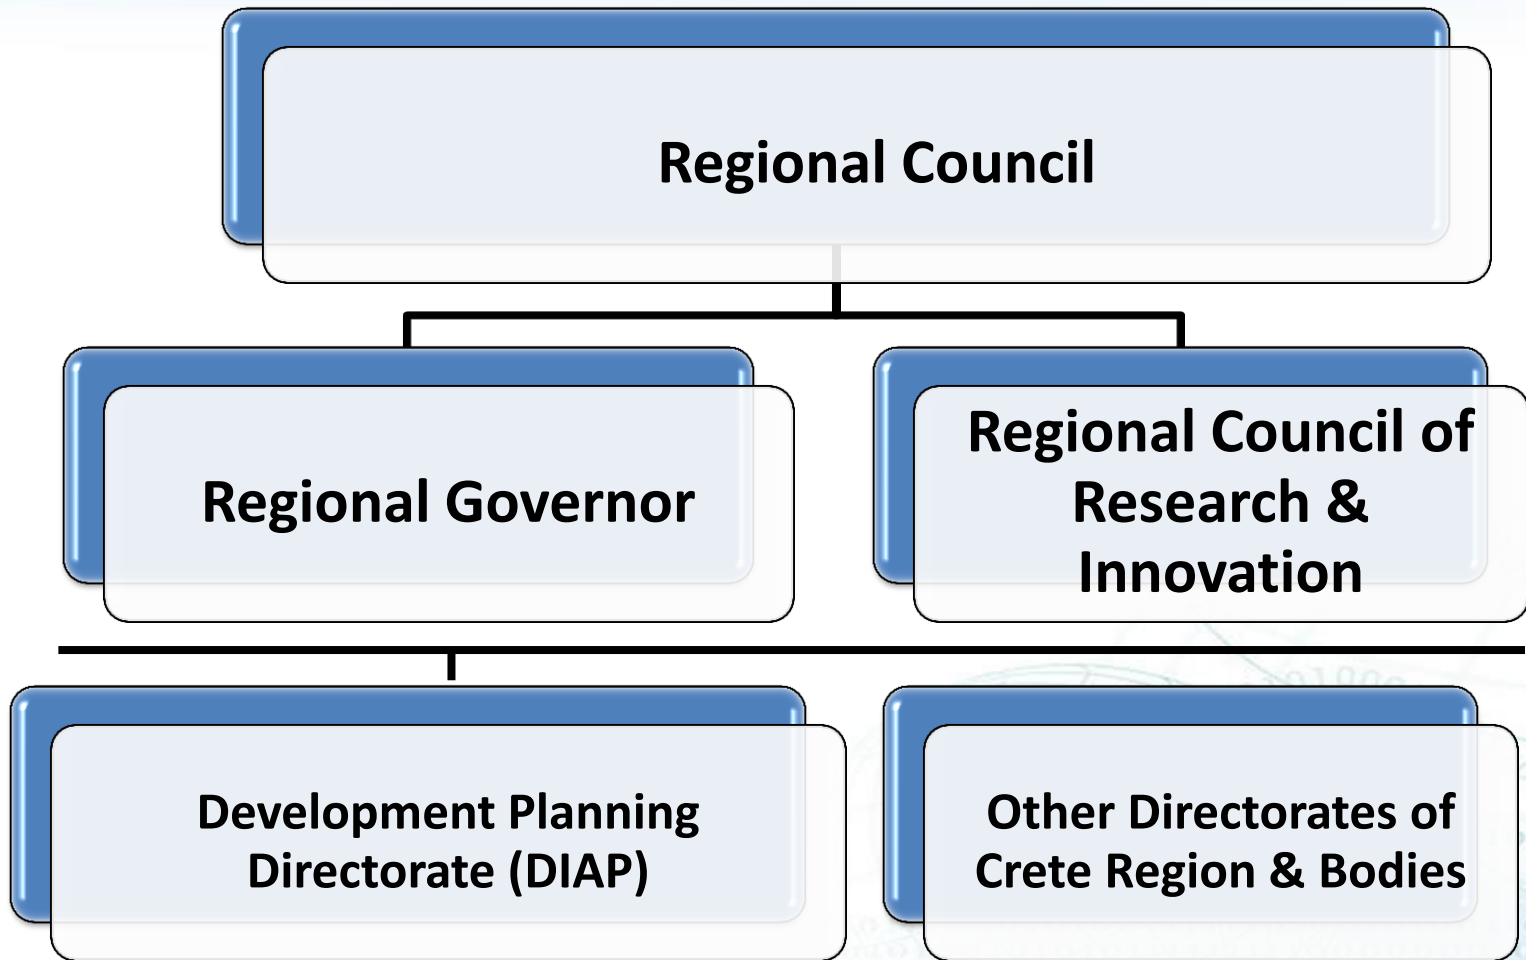 Regional Council
Regional Governor
Regional Council of
Research &
Innovation
Development Planning
Directorate (DIAP)
Other Directorates of
Crete Region & Bodies